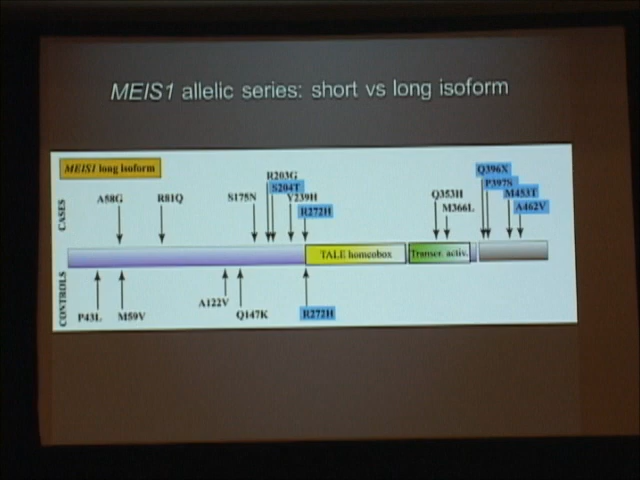 MEIS1 allelic series: short vs long isoform
MEIS1 long isoform
CASES
A58G
R81Q
S175N
R203G
S204T
V239H
R272H
Q353H
M366L
Q396X
P397S
M453T
A462V
TALE homeobox
Transcr. activ.
CONTROLS
P43L
M59V
A122V
Q147K
R272H